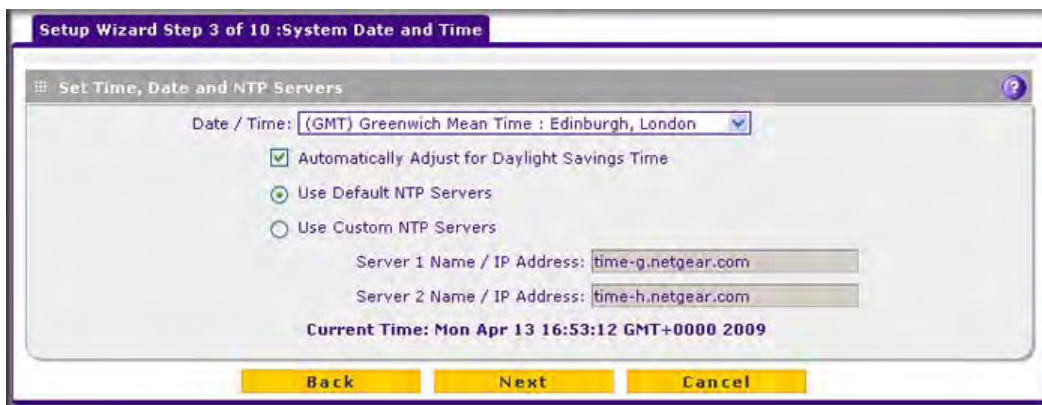 Setup Wizard Step 3 of 10 :System Date and Time
Set Time, Date and NTP Servers
?
Date / Time: (GMT) Greenwich Mean Time : Edinburgh, London
Automatically Adjust for Daylight Savings Time
Use Default NTP Servers
Use Custom NTP Servers
Server 1 Name / IP Address: time-g.netgear.com
Server 2 Name / IP Address: time-h.netgear.com
Current Time: Mon Apr 13 16:53:12 GMT+0000 2009
Back Next Cancel